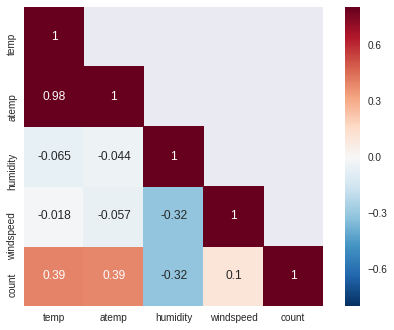 temp 1
atemp 0.98 1
humidity -0.065 -0.044 1
windspeed -0.018 -0.057 -0.32 1
count 0.39 0.39 -0.32 0.1 1
temp atemp humidity windspeed count
0.6
0.3
0.0
−0.3
−0.6